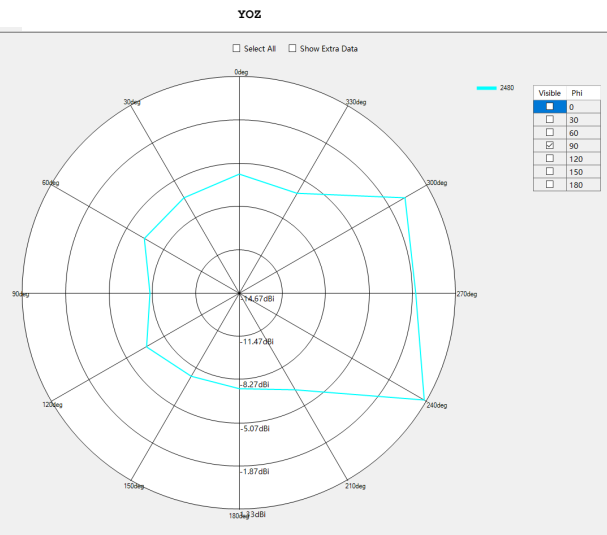 YOZ
Select All Show Extra Data
0deg
2480
Visible Phi
0
30
60
90
120
150
180
30deg
330deg
60deg
300deg
90deg
270deg
-14.67dBi
-11.47dBi
-8.27dBi
120deg
240deg
-5.07dBi
-1.87dBi
150deg
210deg
180deg
1.33dBi